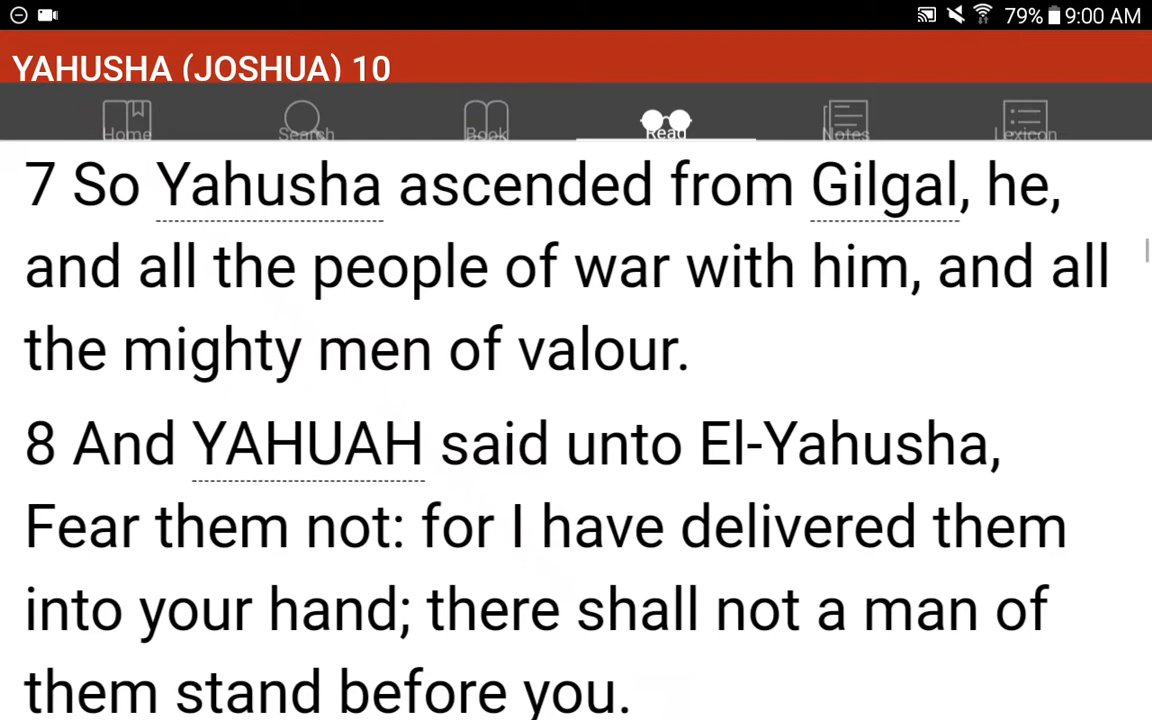 79% 9:00 AM
YAHUSHA (JOSHUA) 10
Home Search Book Read Notes Lexicon
7 So Yahusha ascended from Gilgal, he,
and all the people of war with him, and all
the mighty men of valour.
8 And YAHUAH said unto El-Yahusha,
Fear them not: for I have delivered them
into your hand; there shall not a man of
them stand before you.